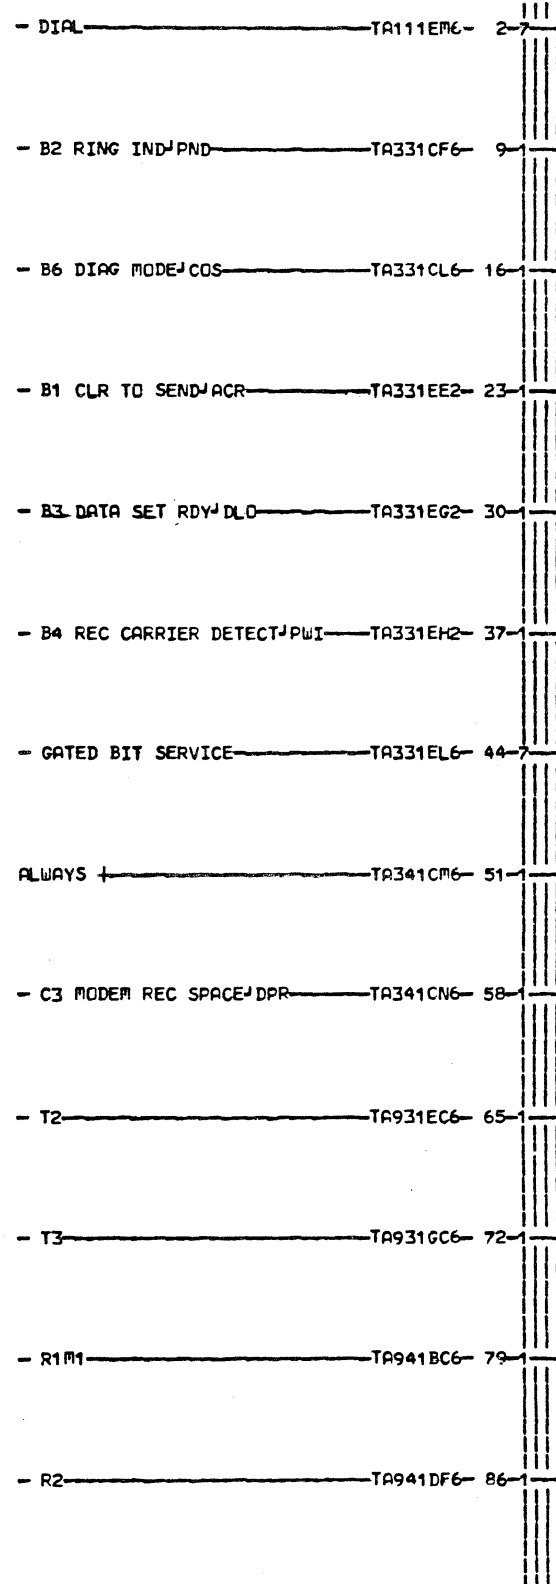 - DIAL TA111EM6- 2-7
- B2 RING IND┘PND TA331CF6- 9-1
- B6 DIAG MODE┘COS TA331CL6- 16-1
- B1 CLR TO SEND┘ACR TA331EE2- 23-1
- B3 DATA SET RDY┘DLO TA331EG2- 30-1
- B4 REC CARRIER DETECT┘PWI TA331EH2- 37-1
- GATED BIT SERVICE TA331EL6- 44-7
ALWAYS + TA341CM6- 51-1
- C3 MODEM REC SPACE┘DPR TA341CN6- 58-1
- T2 TA931EC6- 65-1
- T3 TA931GC6- 72-1
- R1M1 TA941BC6- 79-1
- R2 TA941DF6- 86-1